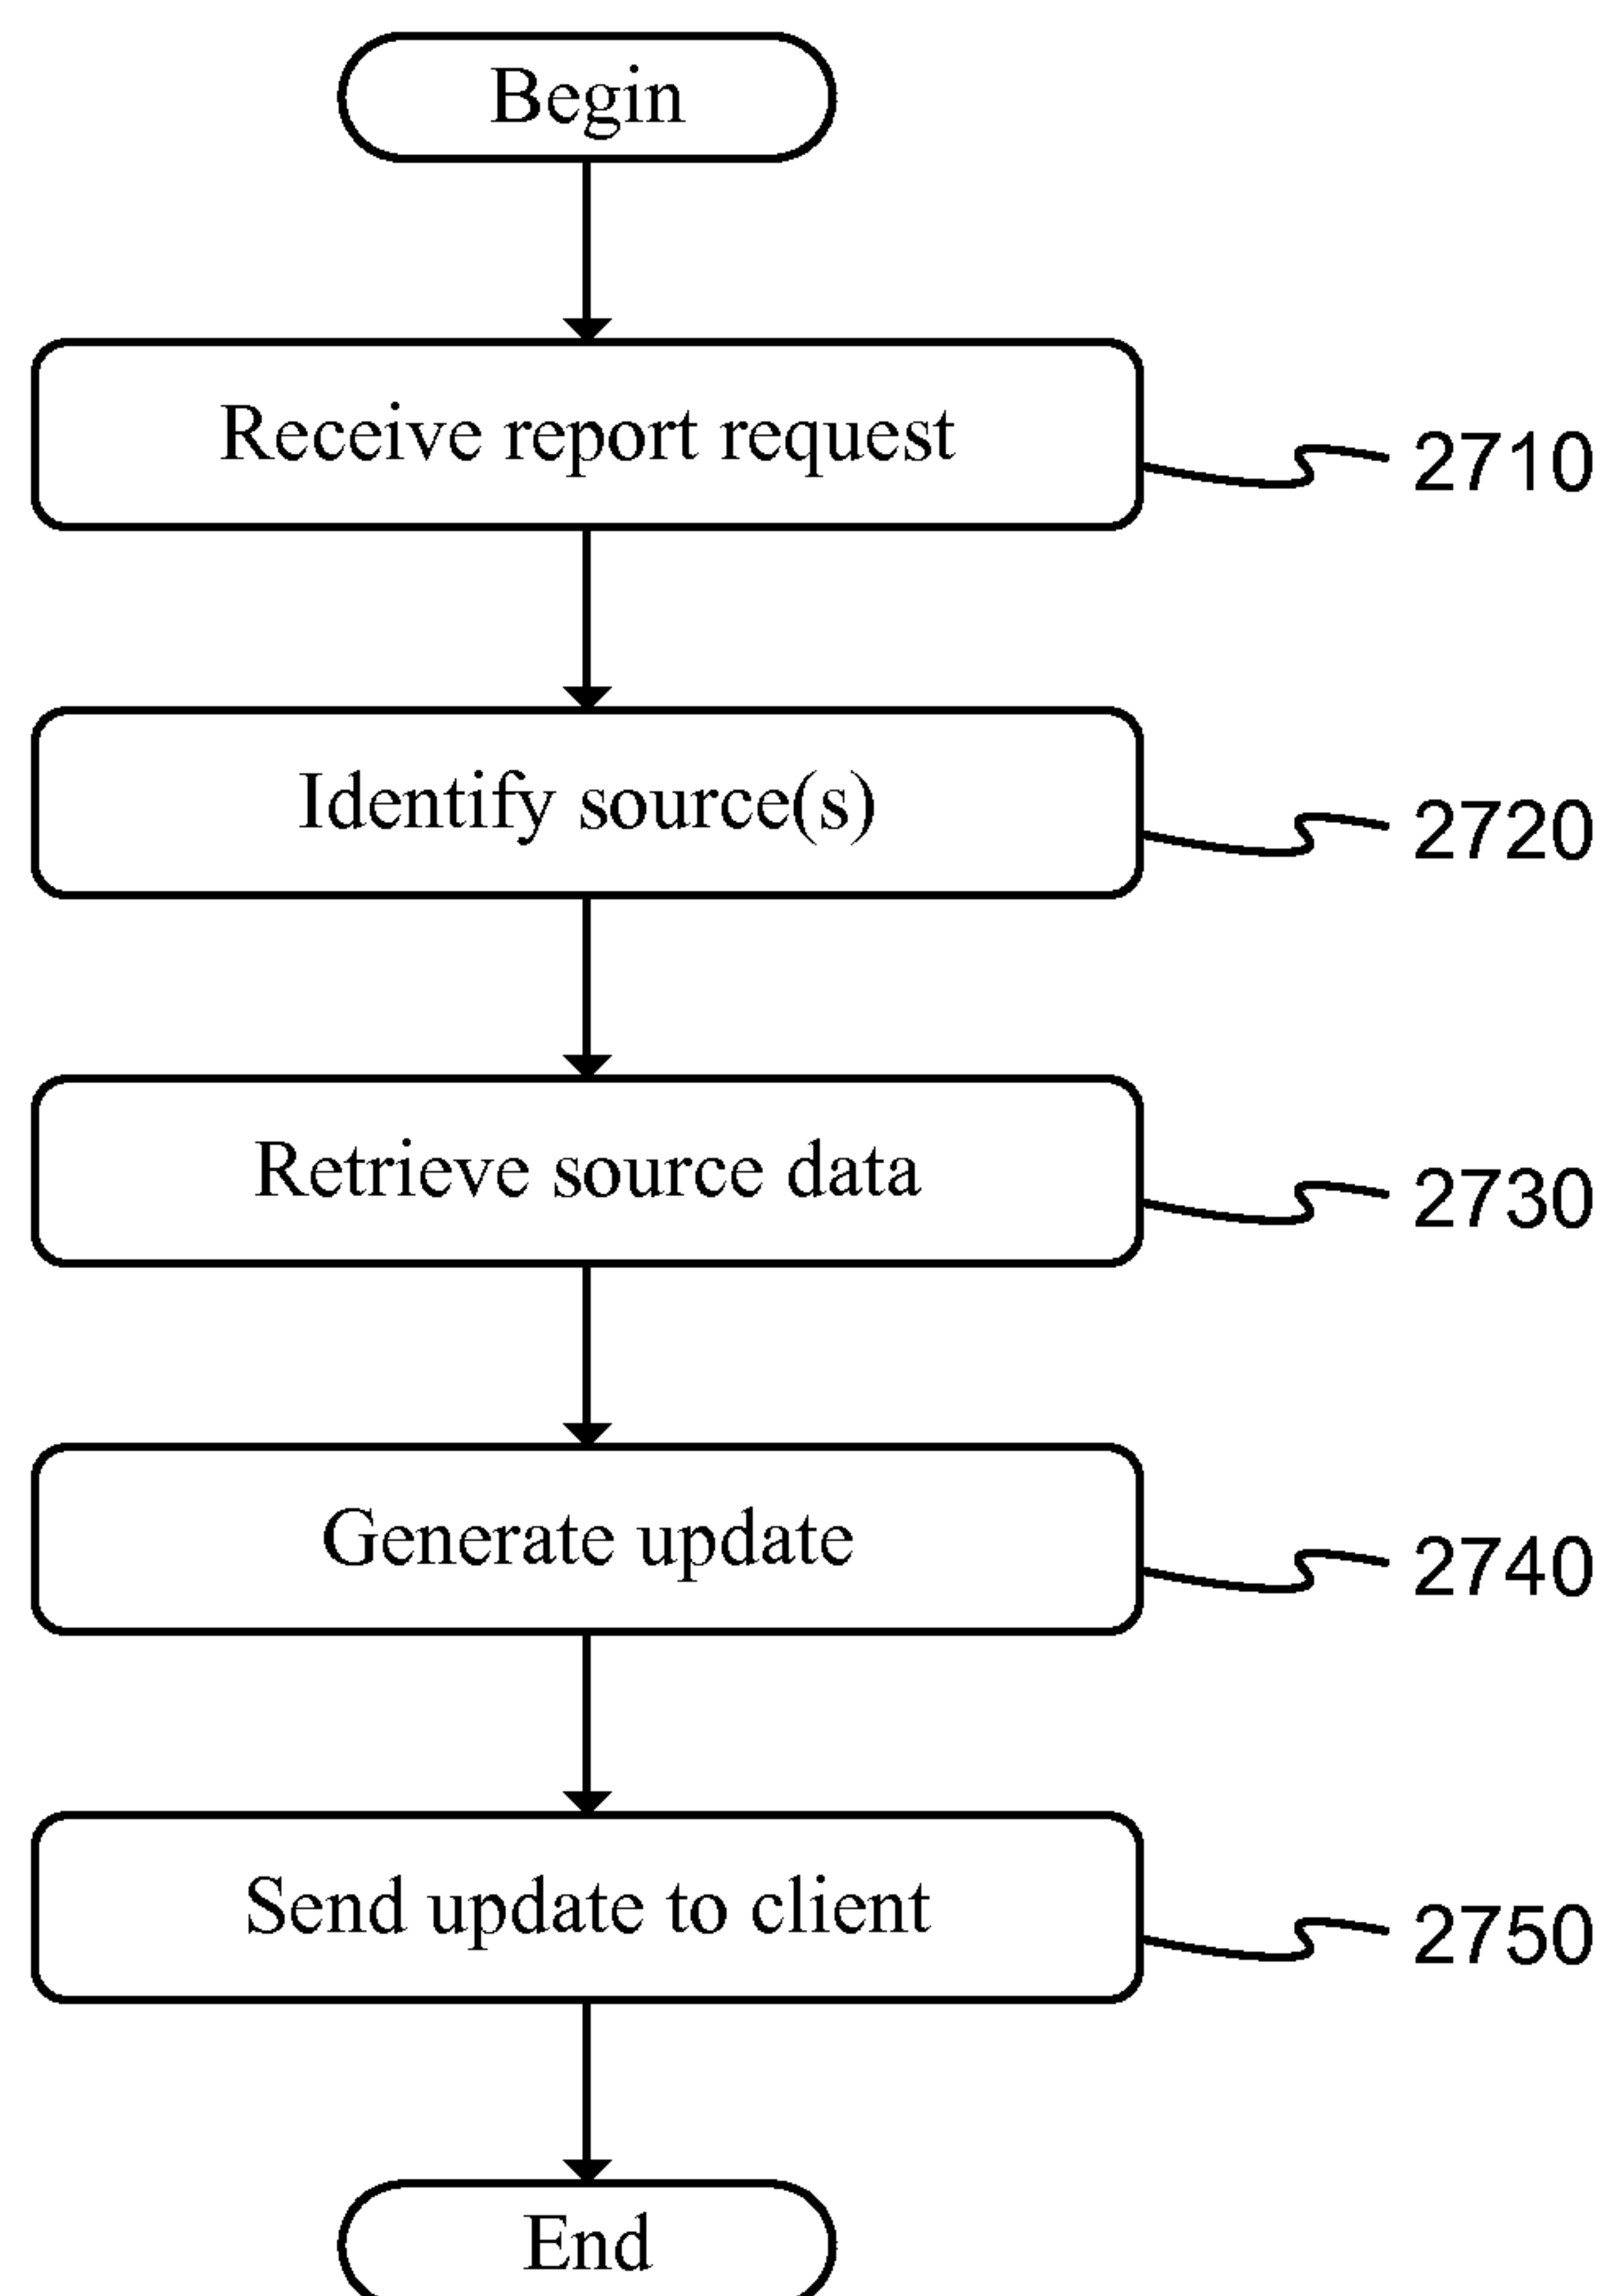 Begin
Receive report request
2710
Identify source(s)
2720
Retrieve source data
2730
Generate update
2740
Send update to client
2750
End